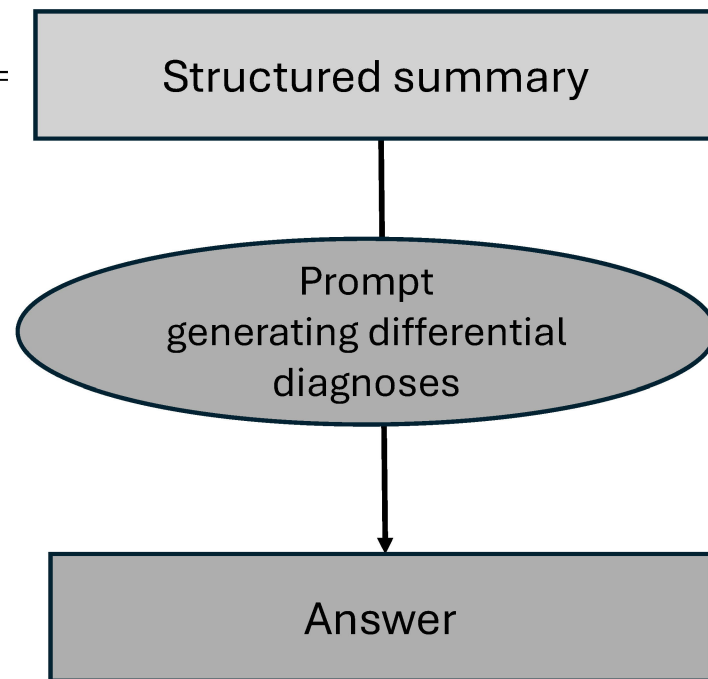 Structured summary
Prompt
generating differential
diagnoses
Answer